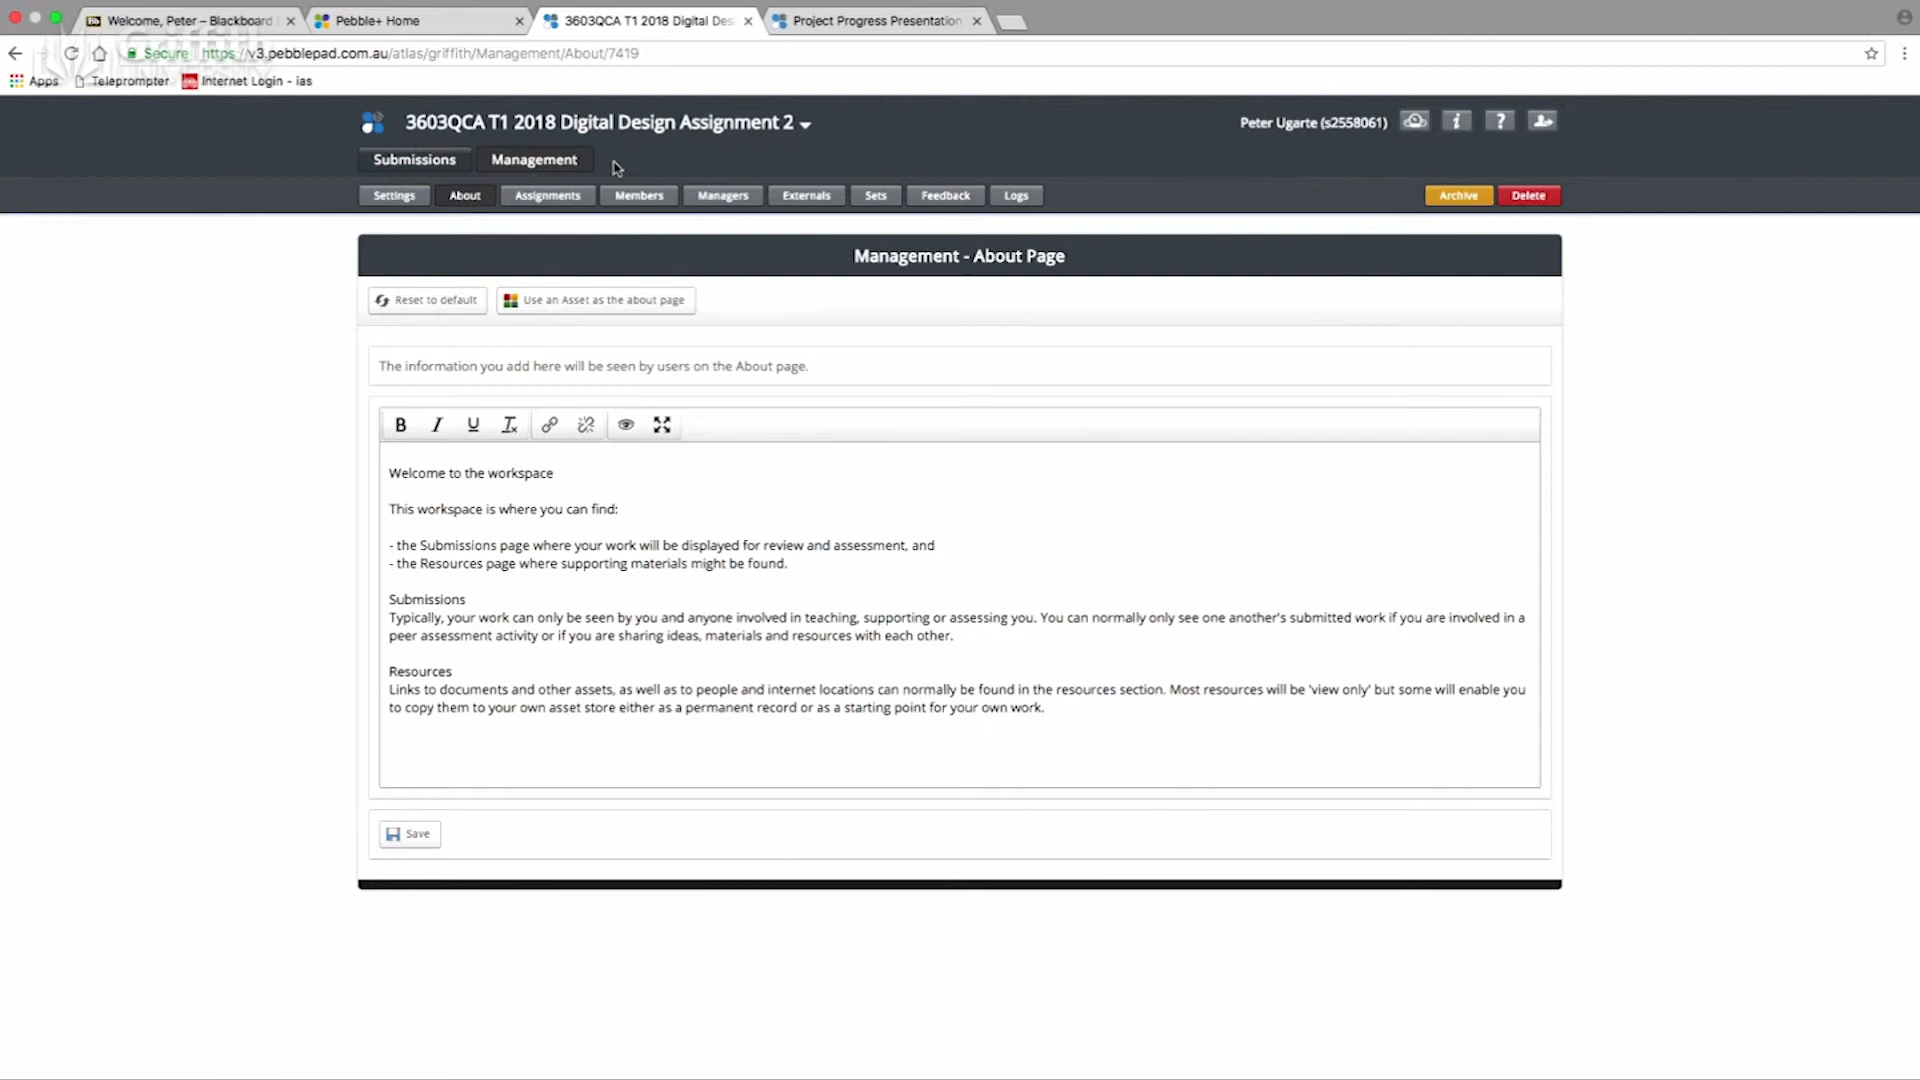 Welcome, Peter – Blackboard
Pebble+ Home
3603QCA T1 2018 Digital Des
Project Progress Presentation
Griffith
UNIVERSITY
Secure https://v3.pebblepad.com.au/atlas/griffith/Management/About/7419
Apps Teleprompter Internet Login - ias
3603QCA T1 2018 Digital Design Assignment 2
Peter Ugarte (s2558061)
Submissions Management
Settings About Assignments Members Managers Externals Sets Feedback Logs Archive Delete
Management - About Page
Reset to default Use an Asset as the about page
The information you add here will be seen by users on the About page.
Welcome to the workspace
This workspace is where you can find:
- the Submissions page where your work will be displayed for review and assessment, and
- the Resources page where supporting materials might be found.
Submissions
Typically, your work can only be seen by you and anyone involved in teaching, supporting or assessing you. You can normally only see one another's submitted work if you are involved in a
peer assessment activity or if you are sharing ideas, materials and resources with each other.
Resources
Links to documents and other assets, as well as to people and internet locations can normally be found in the resources section. Most resources will be 'view only' but some will enable you
to copy them to your own asset store either as a permanent record or as a starting point for your own work.
Save